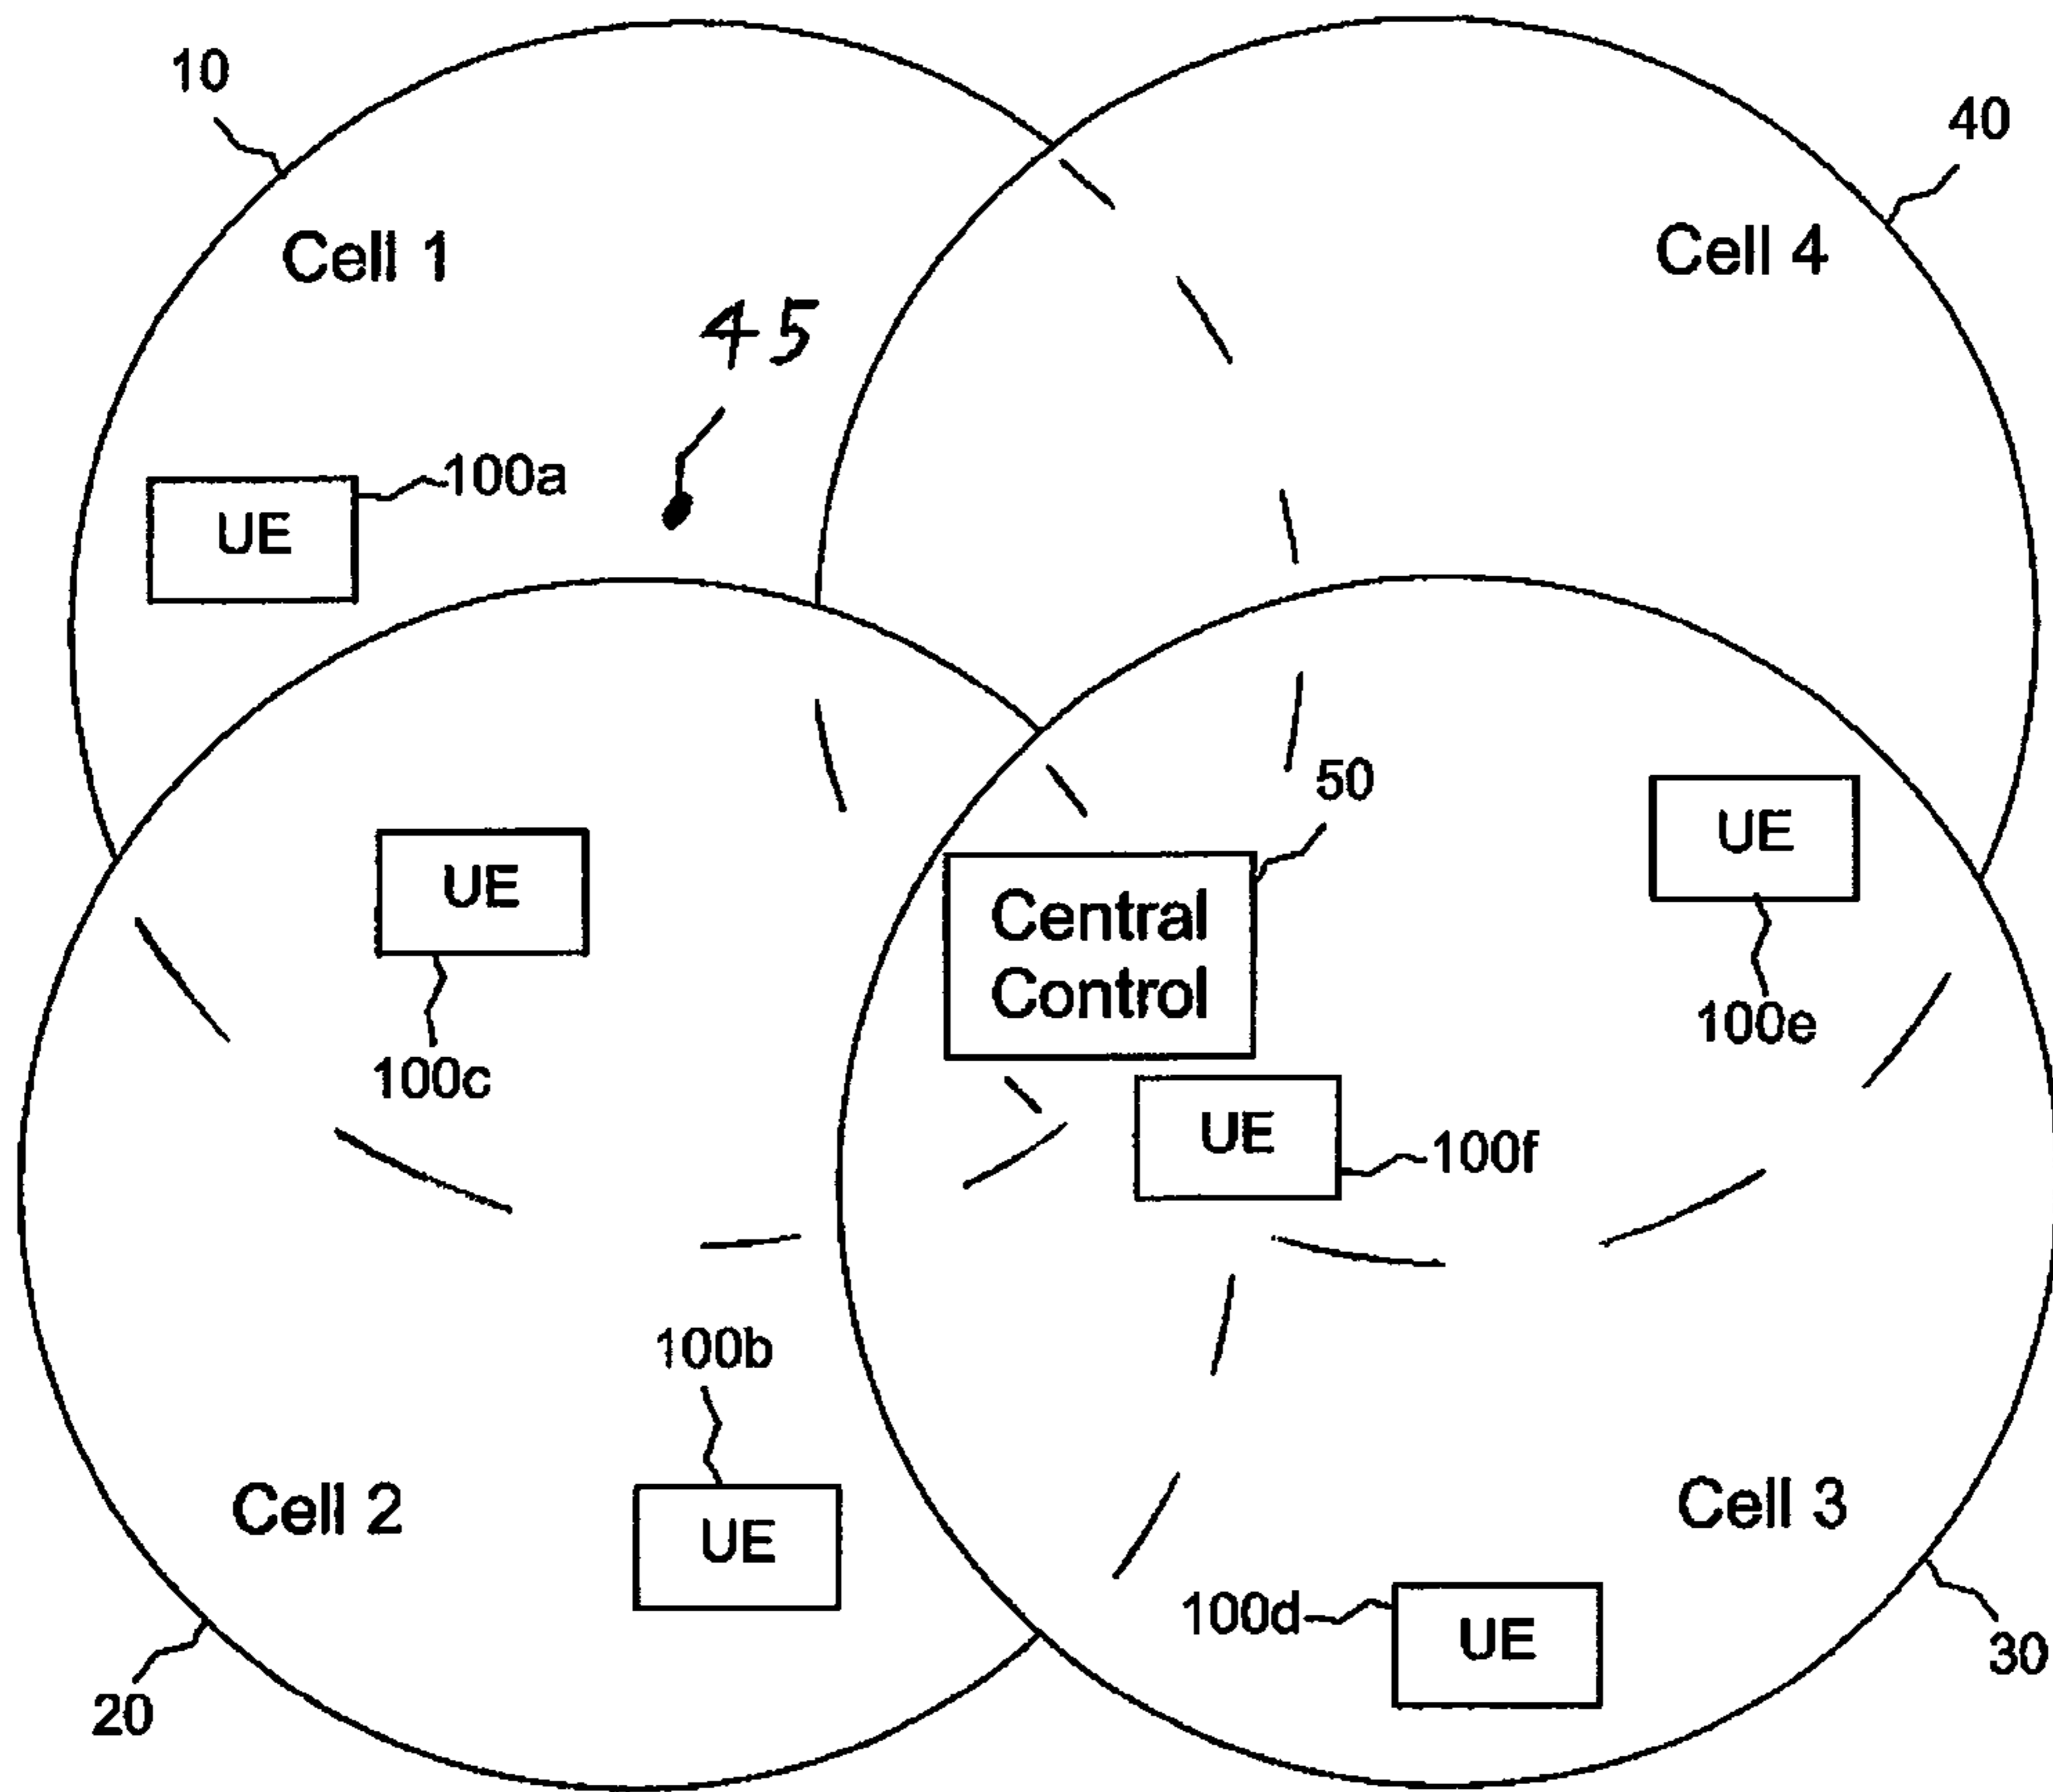 10
40
Cell 1
Cell 4
45
100a
UE
50
UE
UE
Central
Control
100e
100c
UE
100f
100b
Cell 2
Cell 3
UE
100d
UE
30
20